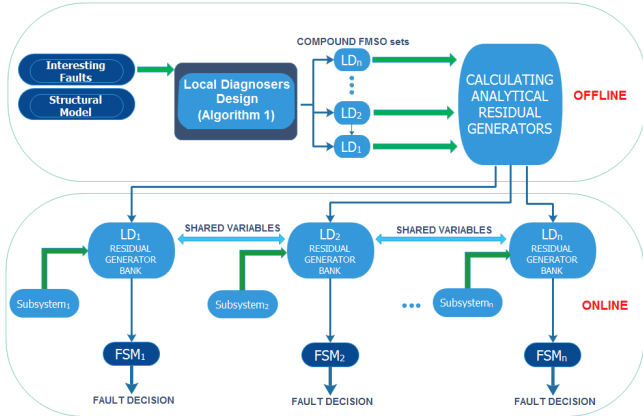 COMPOUND FMSO sets
Interesting
Faults
Structural
Model
Local Diagnosers
Design
(Algorithm 1)
LDn
LD2
LD1
CALCULATING
ANALYTICAL
RESIDUAL
GENERATORS
OFFLINE
LD1
RESIDUAL
GENERATOR
BANK
SHARED VARIABLES
LD2
RESIDUAL
GENERATOR
BANK
SHARED VARIABLES
LDn
RESIDUAL
GENERATOR
BANK
Subsystem1
Subsystem2
Subsystemn
ONLINE
FSM1
FSM2
FSMn
FAULT DECISION
FAULT DECISION
FAULT DECISION